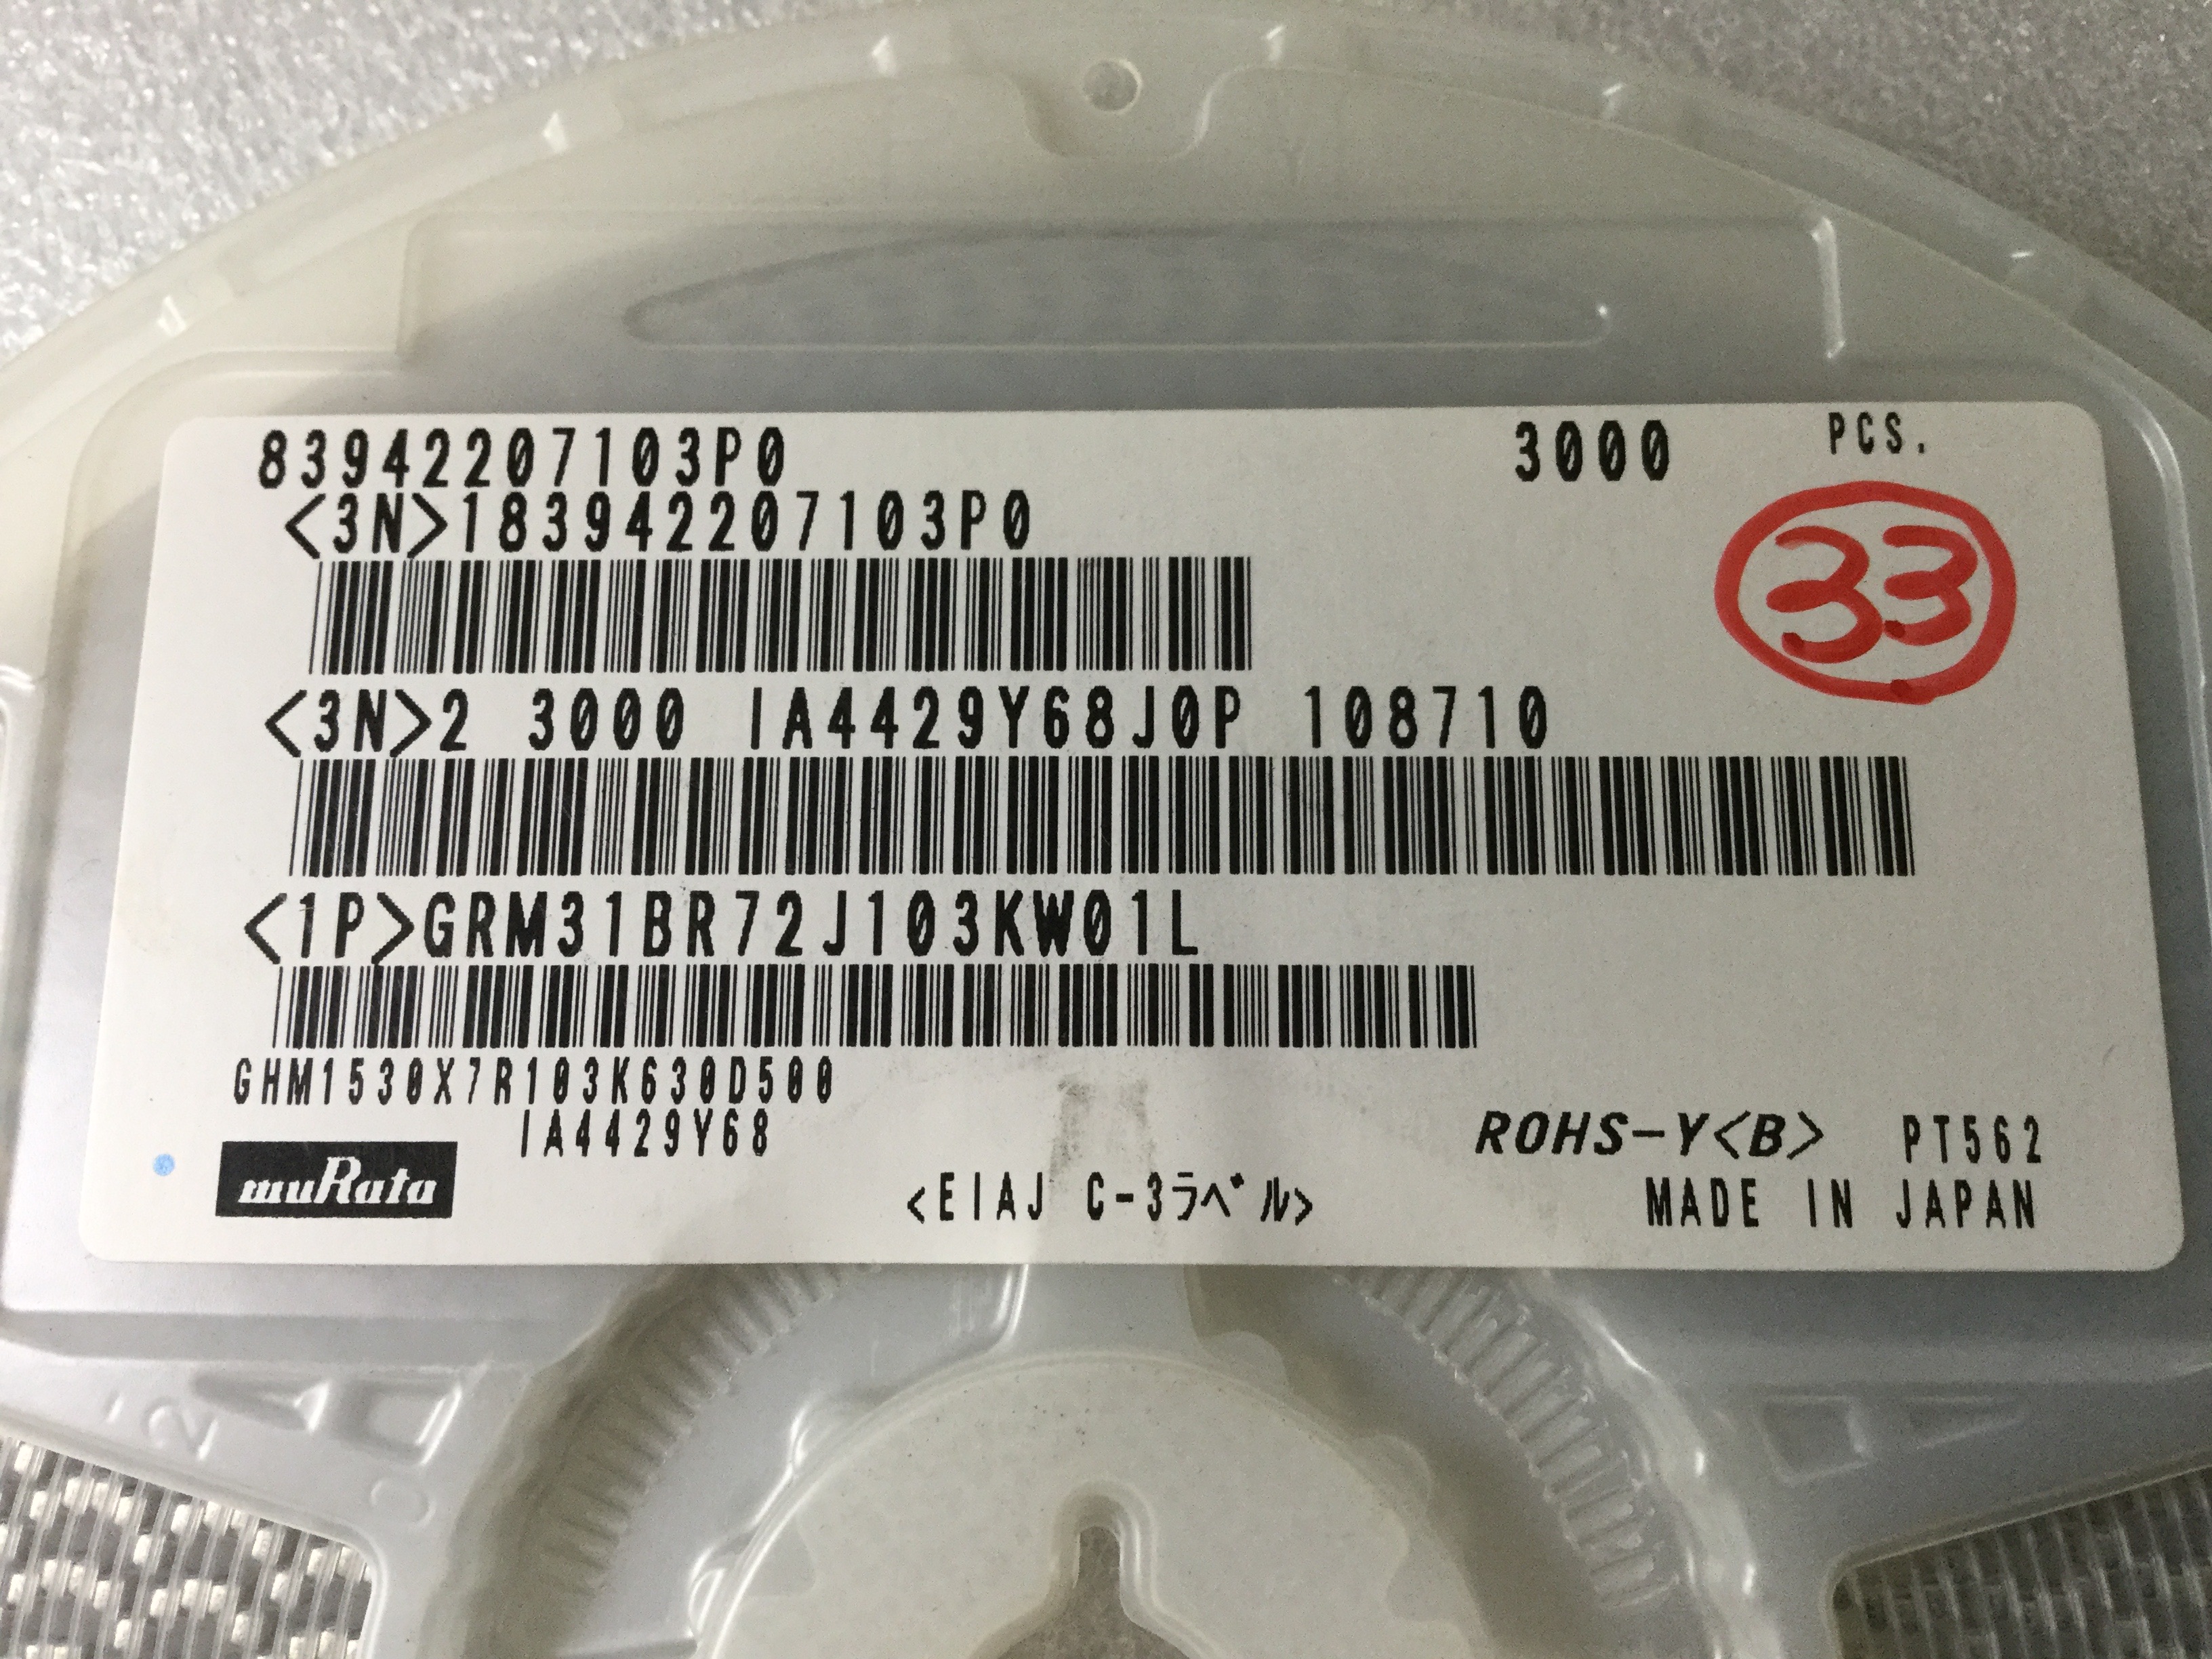 83942207103P0 3000 PCS.
<3N>183942207103P0
33
<3N>2 3000 IA4429Y68J0P 108710
<1P>GRM31BR72J103KW01L
GHM1530X7R103K630D500
IA4429Y68
ROHS-Y<B> PT562
muRata
<EIAJ C-3ラベル>
MADE IN JAPAN